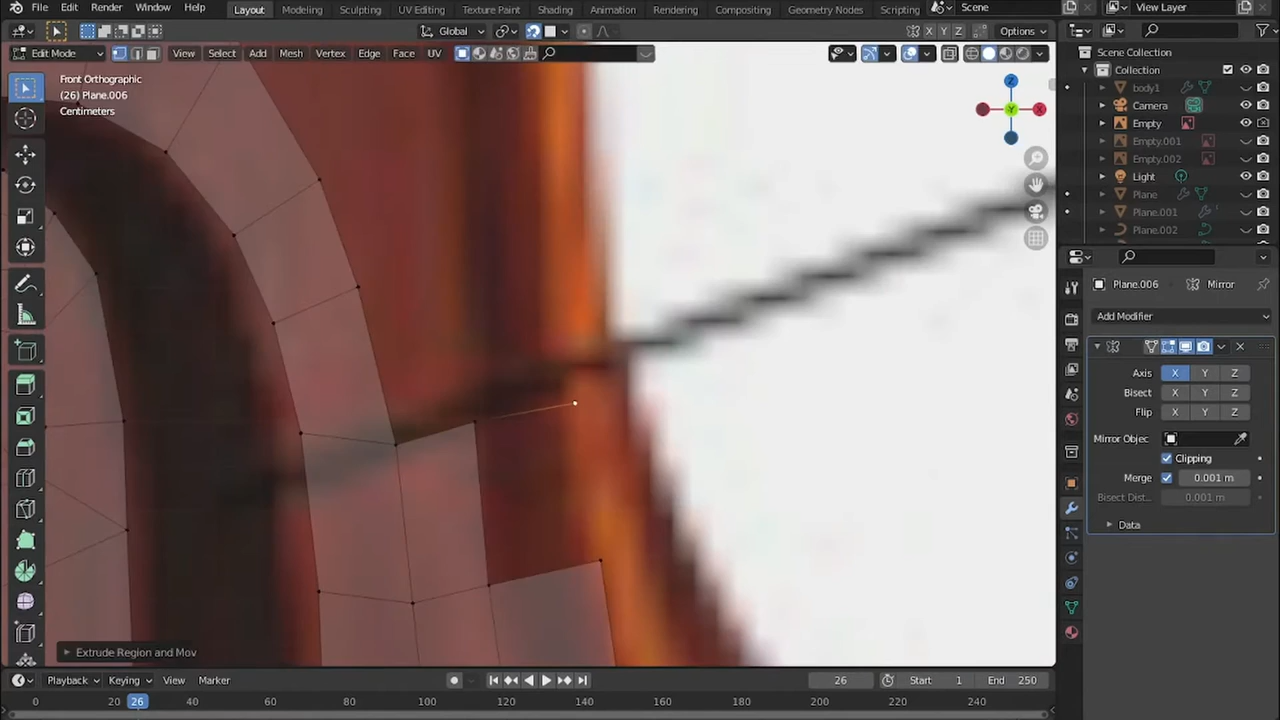 File Edit Render Window Help Layout Modeling Sculpting UV Editing Texture Paint Shading Animation Rendering Compositing Geometry Nodes Scripting Scene View Layer
Global X Y Z Options
Edit Mode View Select Add Mesh Vertex Edge Face UV
Front Orthographic
(26) Plane.006
Centimeters
Z
Y
X
Scene Collection
Collection
body1
Camera
Empty
Empty.001
Empty.002
Light
Plane
Plane.001
Plane.002
Plane.006 Mirror
Add Modifier
Axis X Y Z
Bisect X Y Z
Flip X Y Z
Mirror Objec
Clipping
Merge 0.001 m
Bisect Dist... 0.001 m
Data
Extrude Region and Mov
Playback Keying View Marker 26 Start 1 End 250
0 20 26 40 60 80 100 120 140 160 180 200 220 240